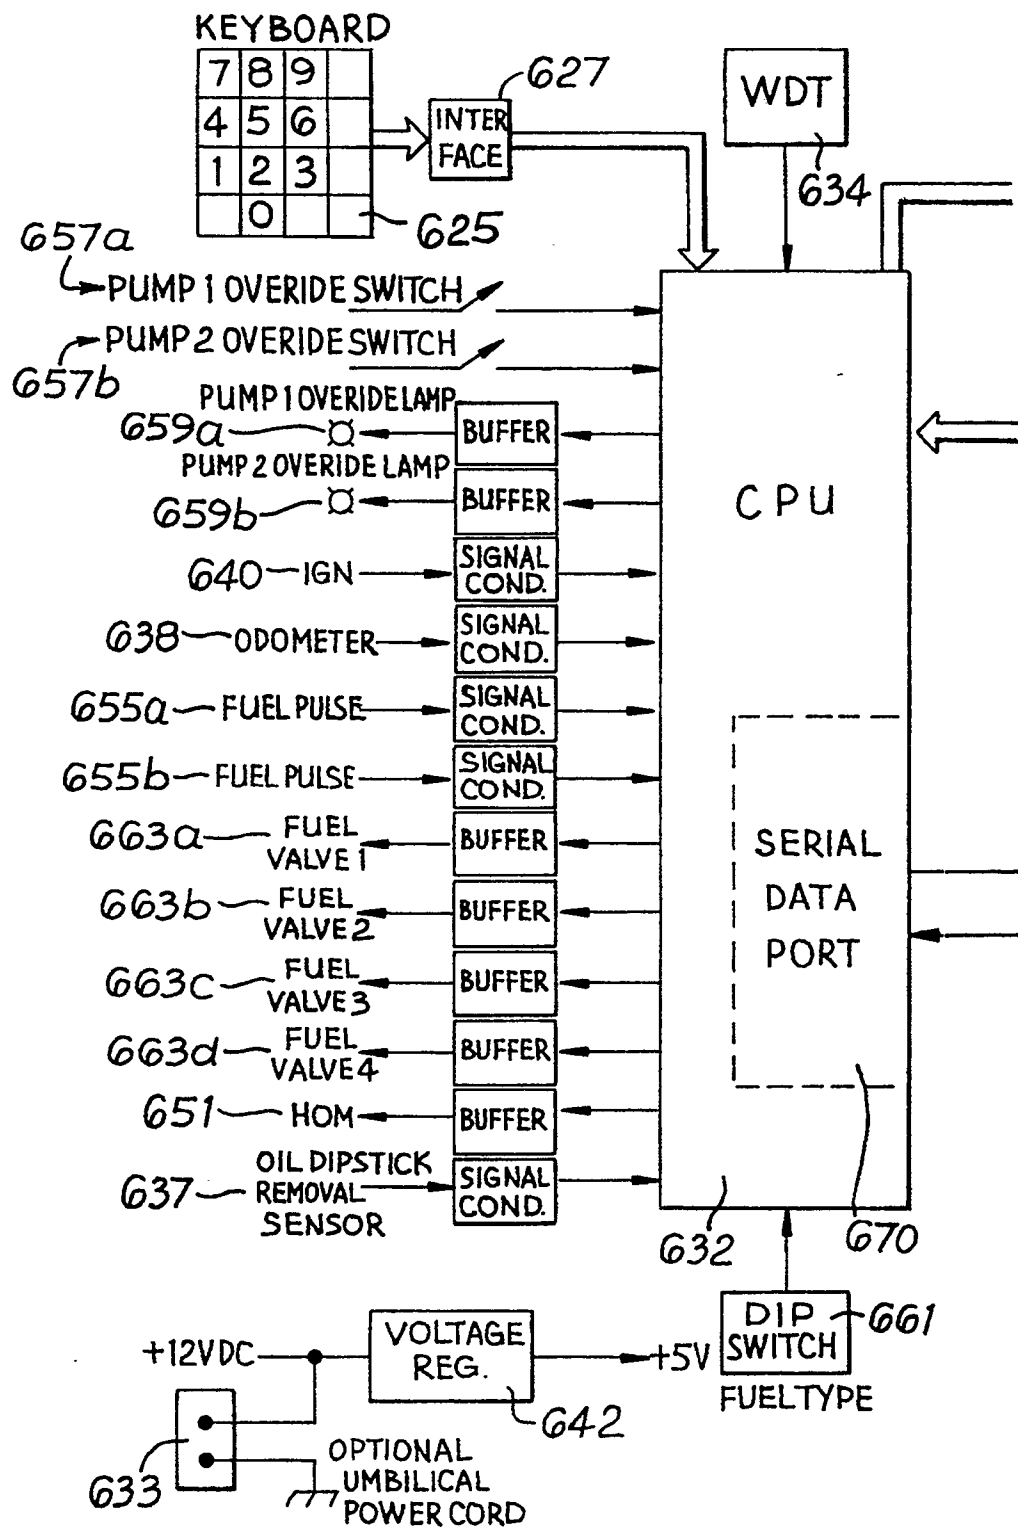 KEYBOARD
7 8 9
4 5 6
1 2 3
0
625
INTER
FACE
627
WDT
634
657a
PUMP 1 OVERIDE SWITCH
PUMP 2 OVERIDE SWITCH
657b
PUMP 1 OVERIDE LAMP
659a
BUFFER
PUMP 2 OVERIDE LAMP
659b
BUFFER
CPU
640 IGN
SIGNAL
COND.
638 ODOMETER
SIGNAL
COND.
655a FUEL PULSE
SIGNAL
COND.
655b FUEL PULSE
SIGNAL
COND.
663a FUEL
VALVE 1
BUFFER
SERIAL
DATA
PORT
663b FUEL
VALVE 2
BUFFER
663c FUEL
VALVE 3
BUFFER
663d FUEL
VALVE 4
BUFFER
651 HOM
BUFFER
637
OIL DIPSTICK
REMOVAL
SENSOR
SIGNAL
COND.
632
670
DIP
SWITCH
661
FUEL TYPE
+12VDC
VOLTAGE
REG.
+5V
642
633
OPTIONAL
UMBILICAL
POWER CORD